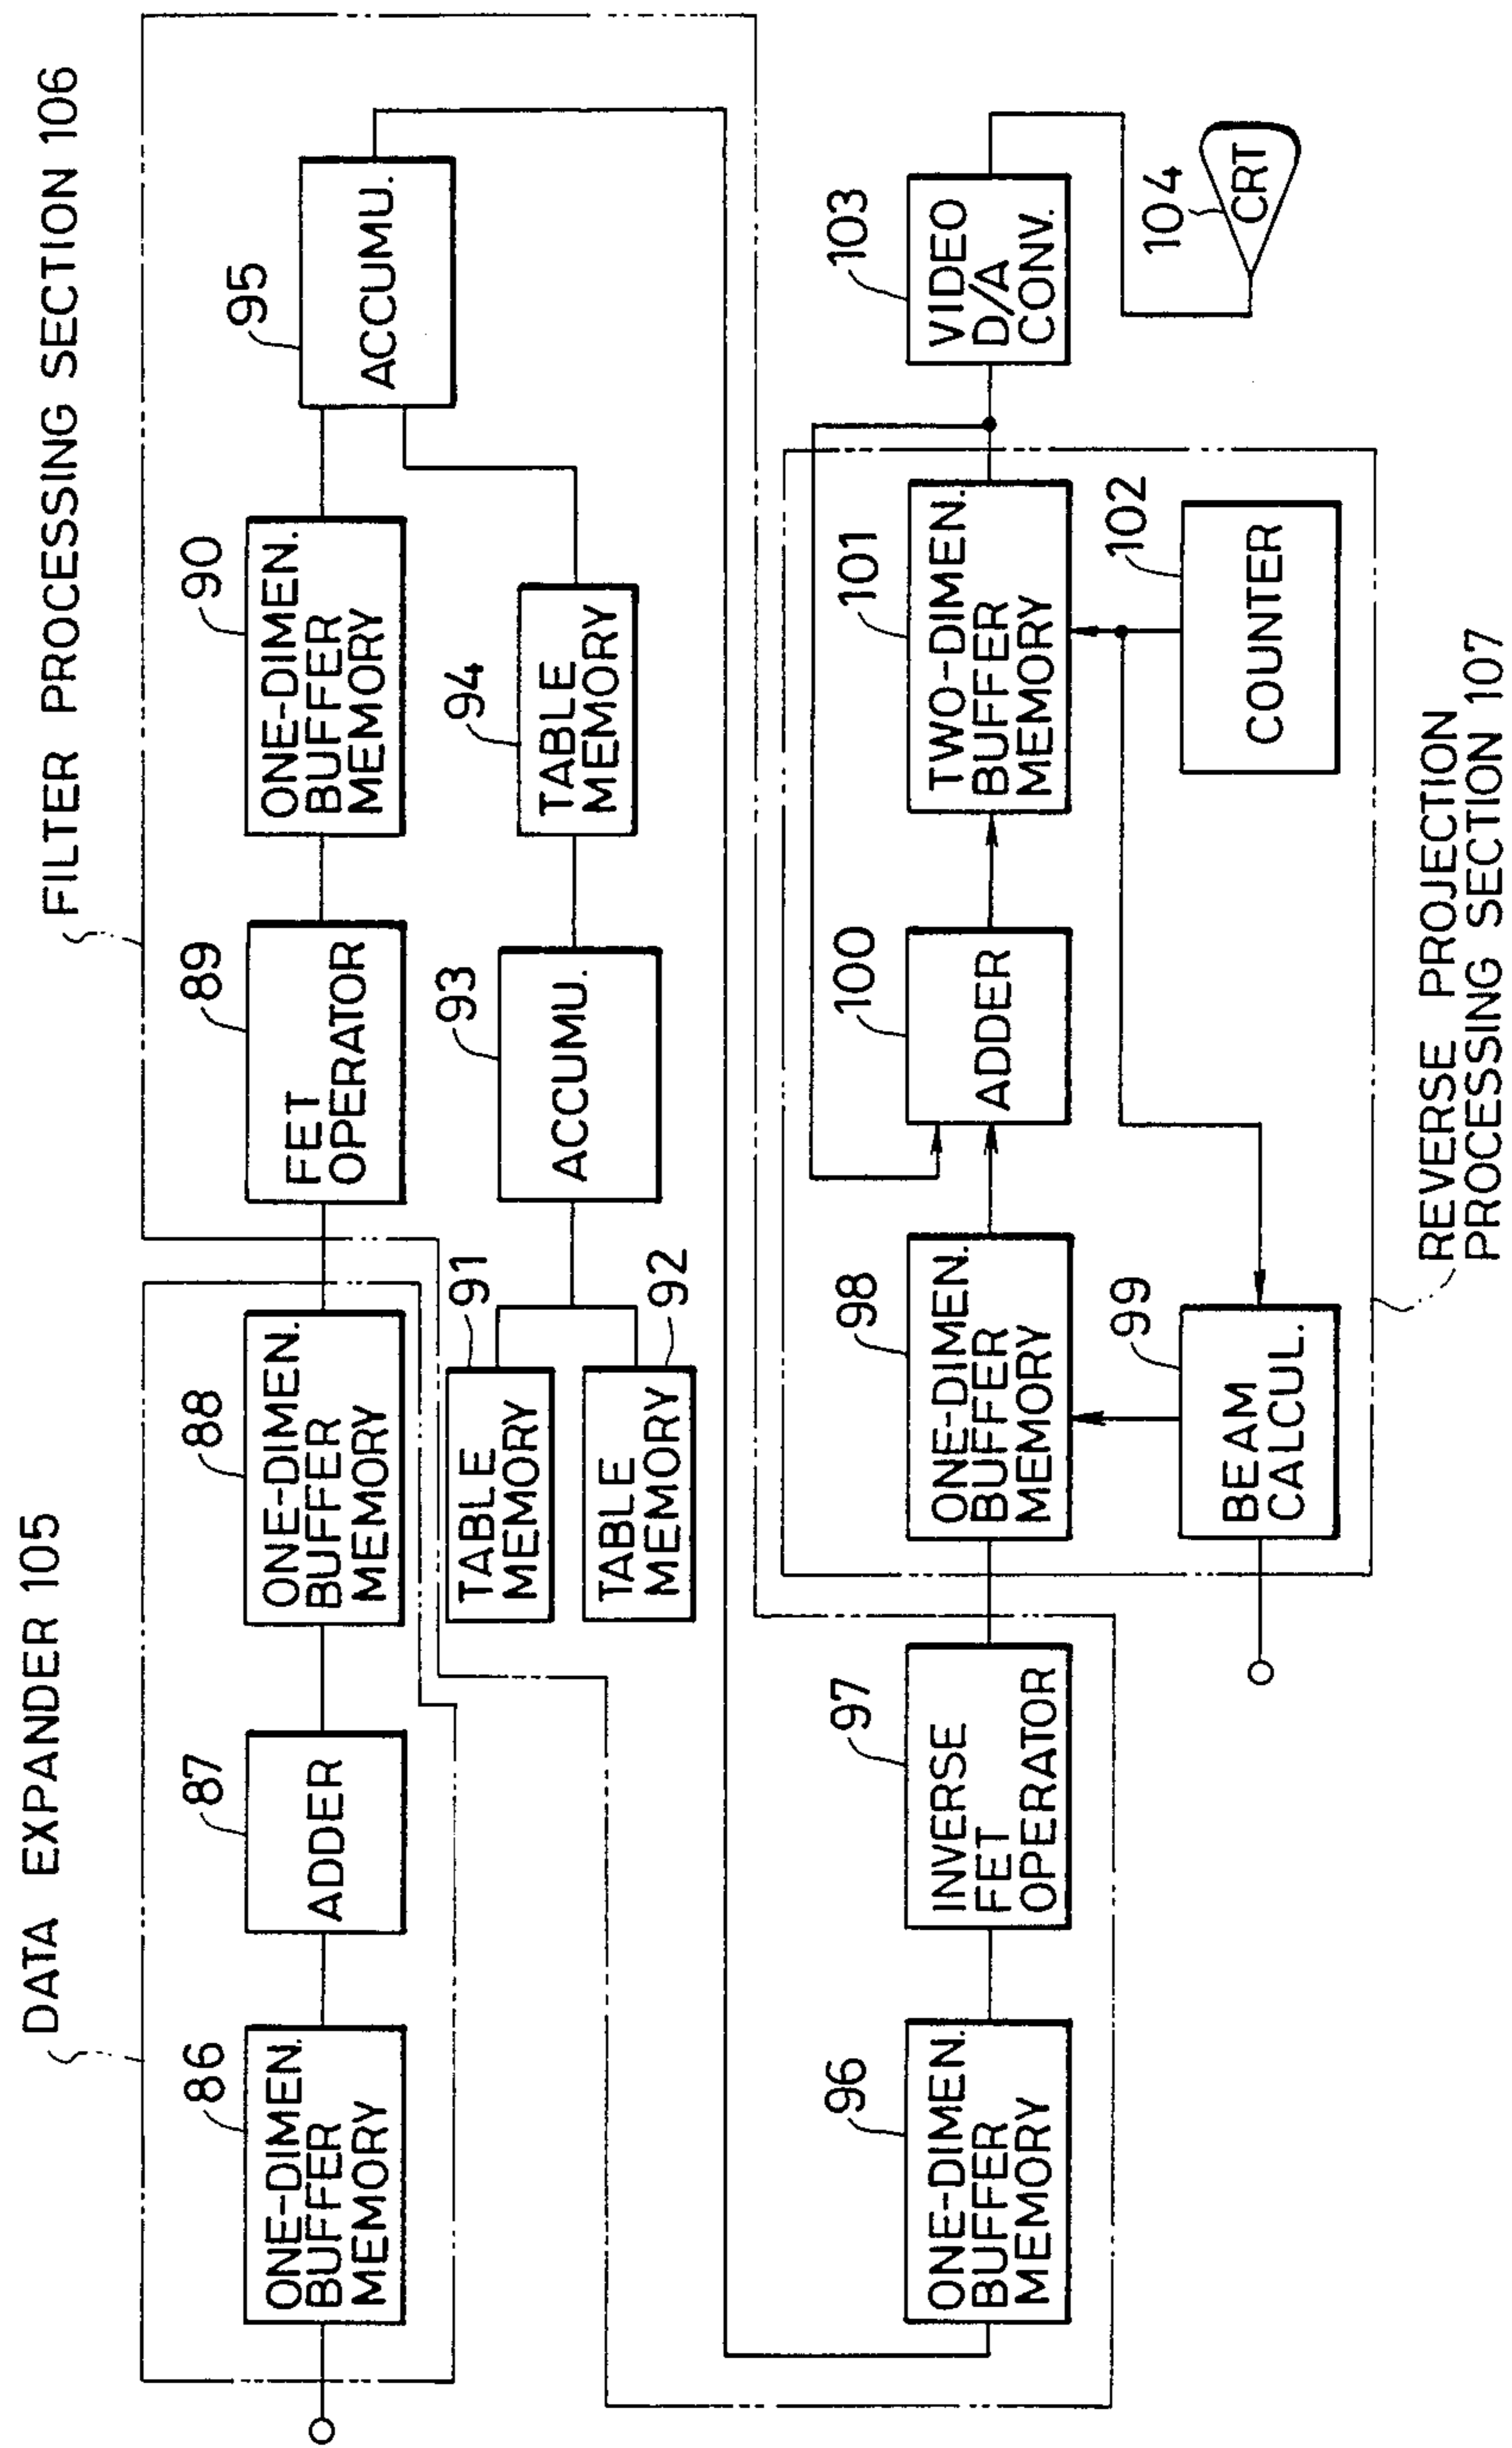 DATA EXPANDER 105
FILTER PROCESSING SECTION 106
86
ONE-DIMEN.
BUFFER
MEMORY
87
ADDER
88
ONE-DIMEN.
BUFFER
MEMORY
89
FET
OPERATOR
90
ONE-DIMEN.
BUFFER
MEMORY
95
ACCUMU.
91
TABLE
MEMORY
92
TABLE
MEMORY
93
ACCUMU.
94
TABLE
MEMORY
96
ONE-DIMEN.
BUFFER
MEMORY
97
INVERSE
FET
OPERATOR
98
ONE-DIMEN.
BUFFER
MEMORY
100
ADDER
101
TWO-DIMEN.
BUFFER
MEMORY
103
VIDEO
D/A
CONV.
104
CRT
99
BEAM
CALCUL.
102
COUNTER
REVERSE PROJECTION
PROCESSING SECTION 107